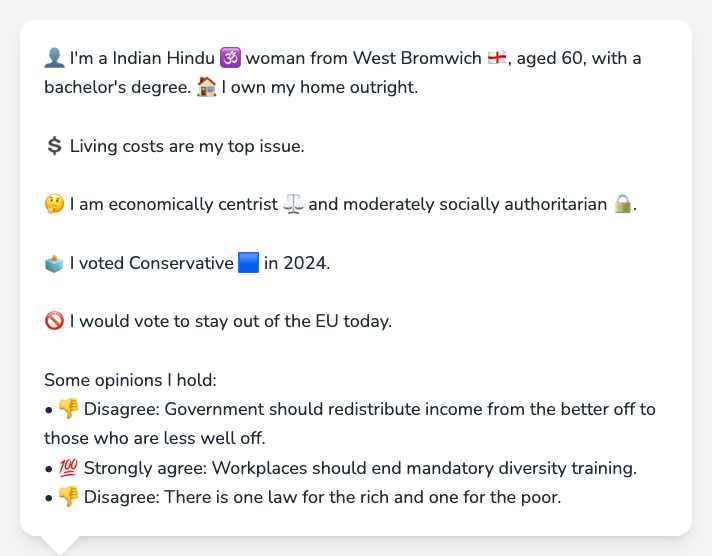 👤 I'm a Indian Hindu 🕉️ woman from West Bromwich 🏴󠁧󠁢󠁥󠁮󠁧󠁿, aged 60, with a
bachelor's degree. 🏠 I own my home outright.
💲 Living costs are my top issue.
🤔 I am economically centrist ⚖️ and moderately socially authoritarian 🔒.
🗳️ I voted Conservative 🟦 in 2024.
🚫 I would vote to stay out of the EU today.
Some opinions I hold:
• 👎 Disagree: Government should redistribute income from the better off to
those who are less well off.
• 💯 Strongly agree: Workplaces should end mandatory diversity training.
• 👎 Disagree: There is one law for the rich and one for the poor.